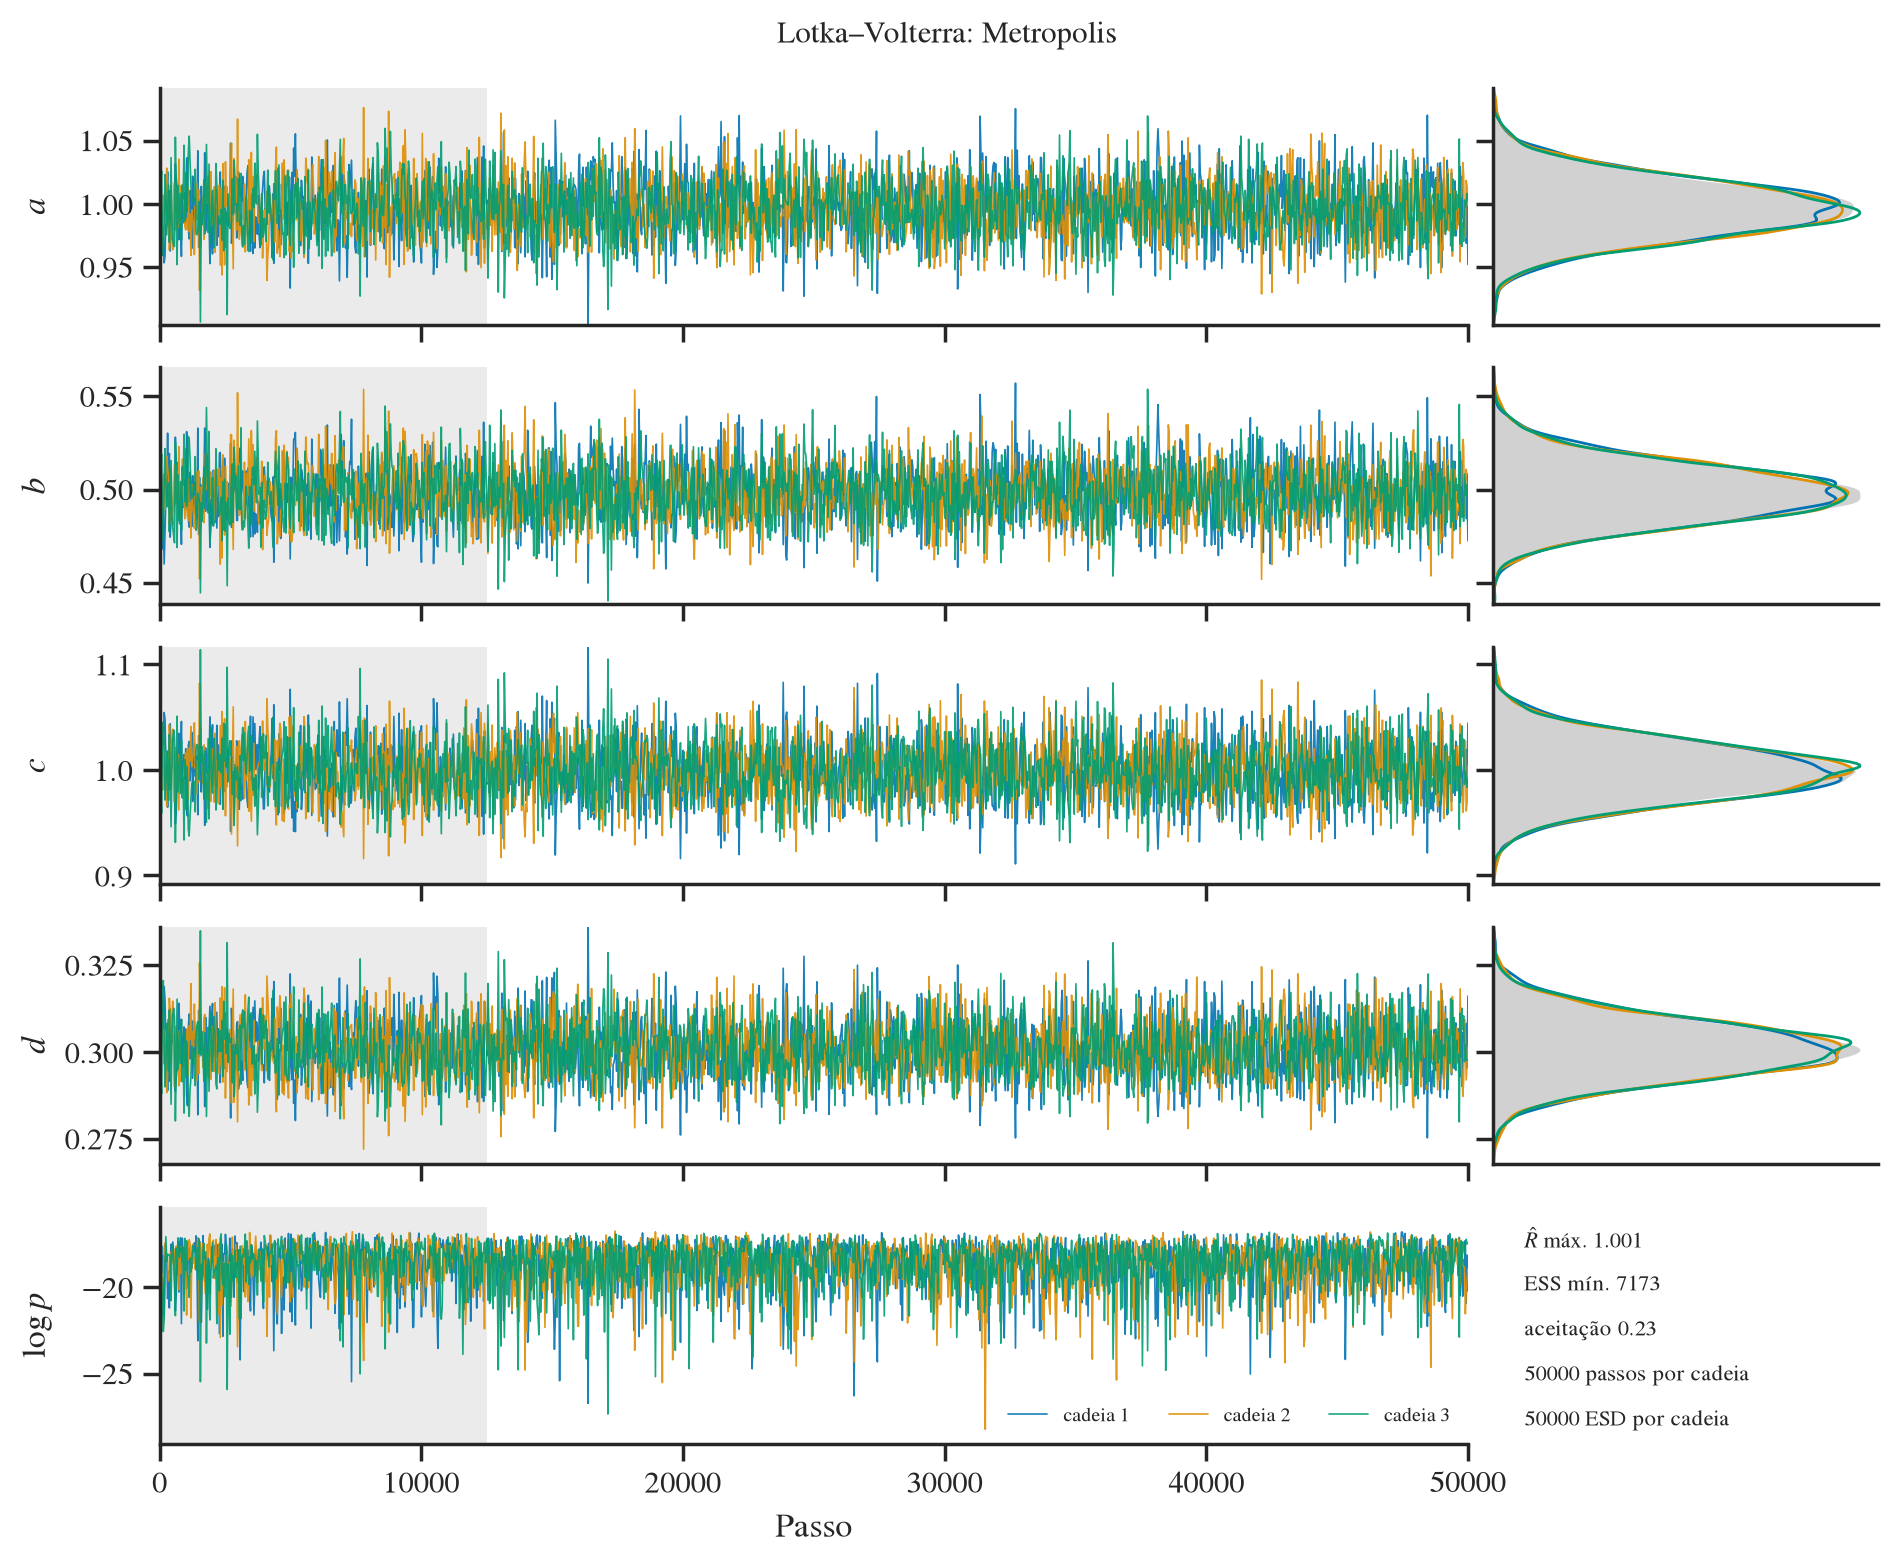 Lotka–Volterra: Metropolis
a
1.05
1.00
0.95
b
0.55
0.50
0.45
c
1.1
1.0
0.9
d
0.325
0.300
0.275
log p
−20
−25
cadeia 1 cadeia 2 cadeia 3
R̂ máx. 1.001
ESS mín. 7173
aceitação 0.23
50000 passos por cadeia
50000 ESD por cadeia
0 10000 20000 30000 40000 50000
Passo